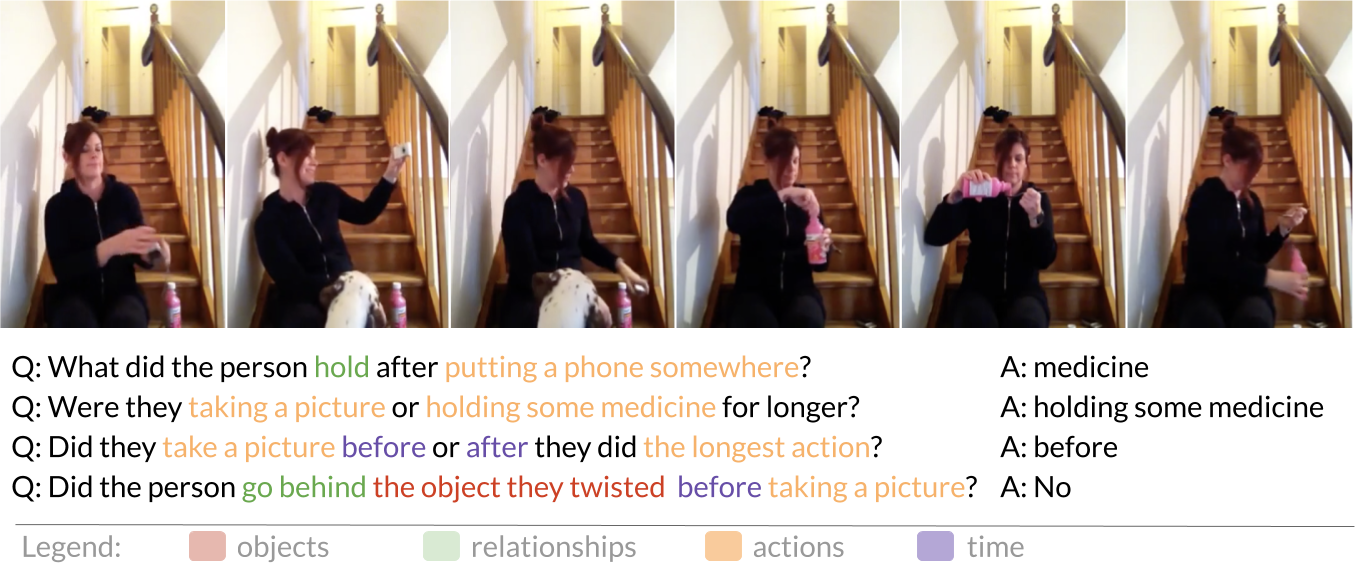 Q: What did the person hold after putting a phone somewhere? A: medicine
Q: Were they taking a picture or holding some medicine for longer? A: holding some medicine
Q: Did they take a picture before or after they did the longest action? A: before
Q: Did the person go behind the object they twisted before taking a picture? A: No
Legend: objects relationships actions time